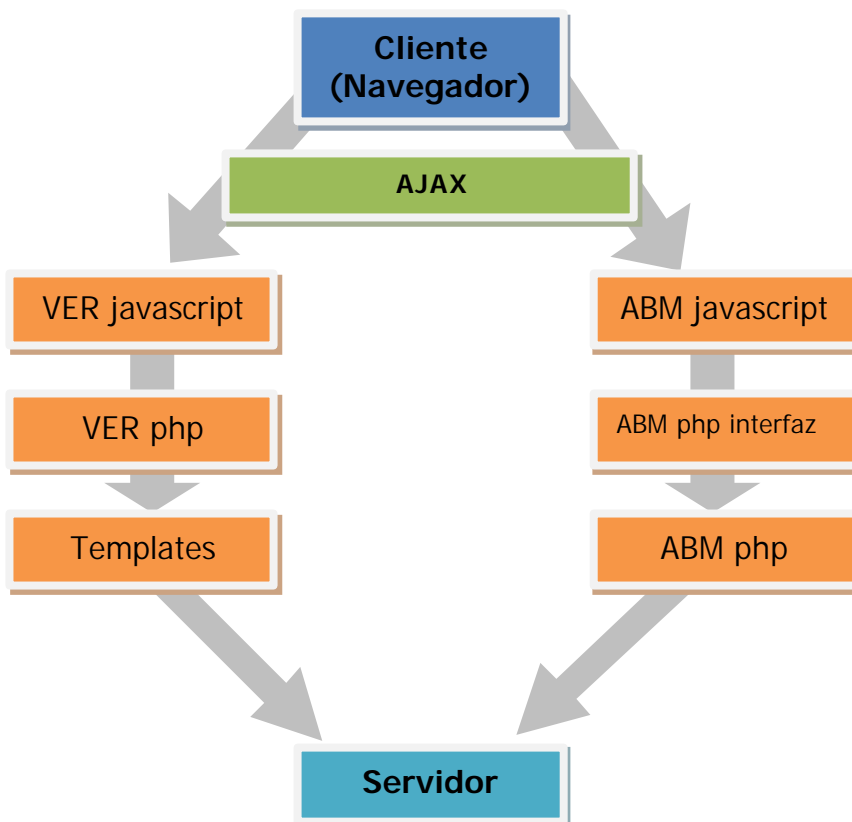 Cliente
(Navegador)
AJAX
VER javascript
ABM javascript
VER php
ABM php interfaz
Templates
ABM php
Servidor